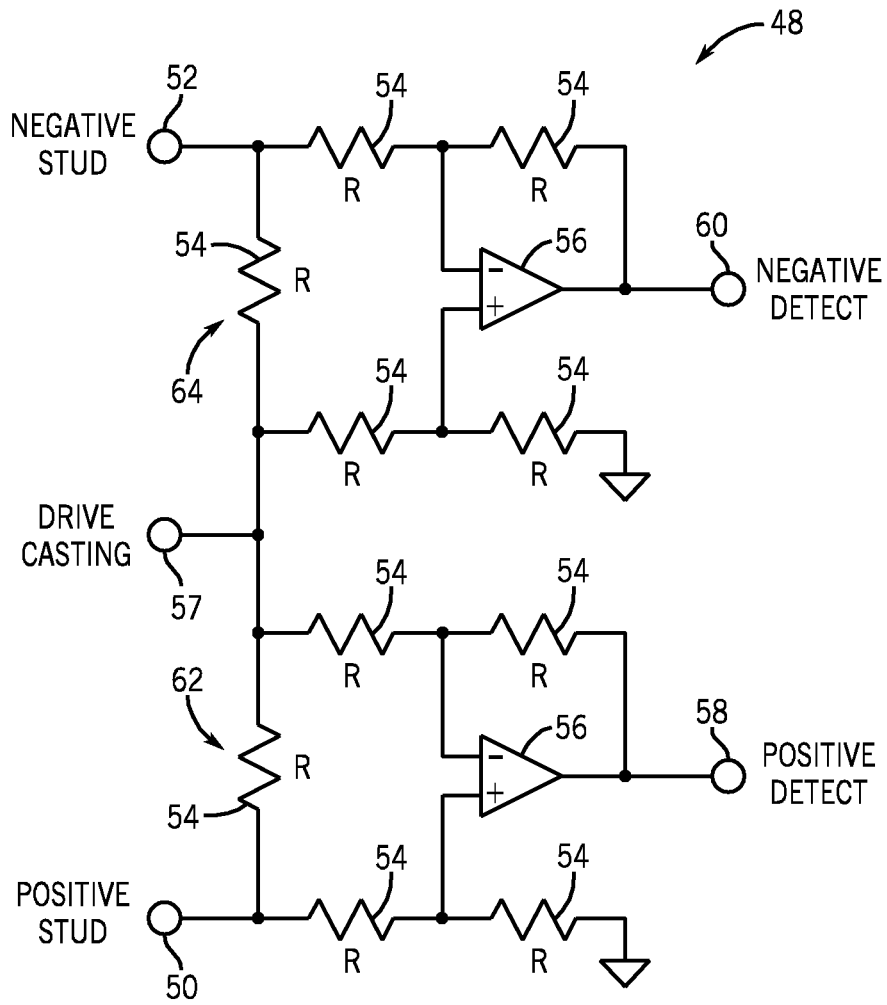 48
52
54
54
NEGATIVE
STUD
R
R
54
R
56
-
+
60
NEGATIVE
DETECT
64
54
54
R
R
DRIVE
CASTING
57
54
54
R
R
62
R
54
56
-
+
58
POSITIVE
DETECT
54
54
POSITIVE
STUD
50
R
R